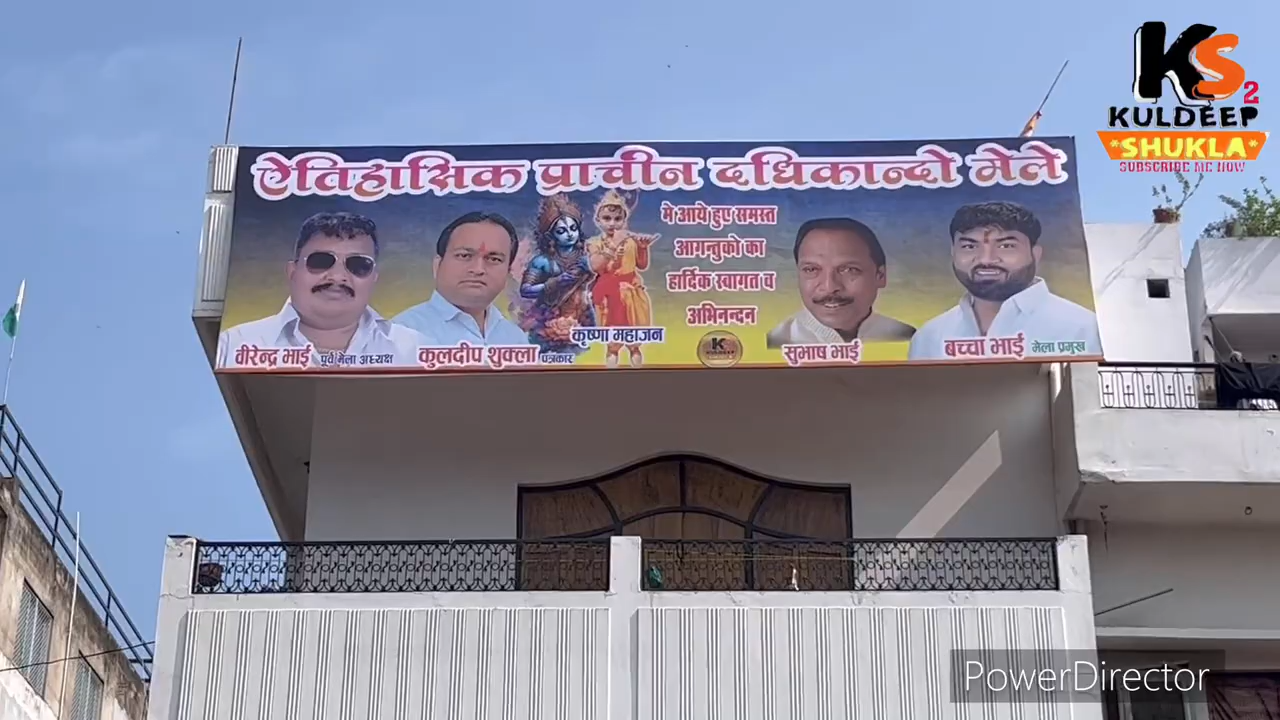 KS2
KULDEEP
*SHUKLA*
SUBSCRIBE ME NOW
ऐतिहासिक प्राचीन दधिकान्दो मेले
मे आये हुए समस्त
आगन्तुको का
हार्दिक स्वागत व
अभिनन्दन
कृष्णा महाजन
वीरेन्द्र भाई पूर्व मेला अध्यक्ष
कुलदीप शुक्ला पत्रकार
सुभाष भाई
बच्चा भाई मेला प्रमुख
PowerDirector